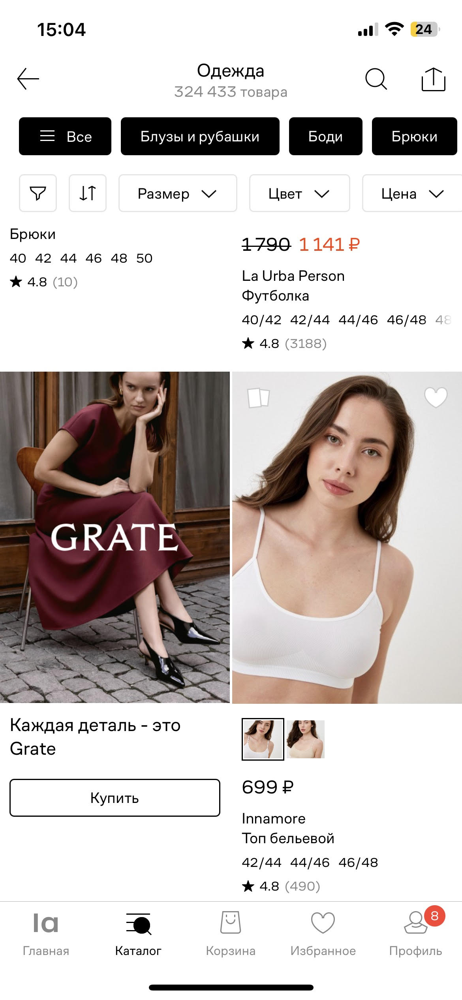 15:04
24
Одежда
324 433 товара
Все
Блузы и рубашки
Боди
Брюки
Размер
Цвет
Цена
Брюки
40 42 44 46 48 50
4.8 (10)
1 790 1 141 ₽
La Urba Person
Футболка
40/42 42/44 44/46 46/48 48
4.8 (3188)
GRATE
Каждая деталь - это
Grate
Купить
699 ₽
Innamore
Топ бельевой
42/44 44/46 46/48
4.8 (490)
la
8
Главная
Каталог
Корзина
Избранное
Профиль